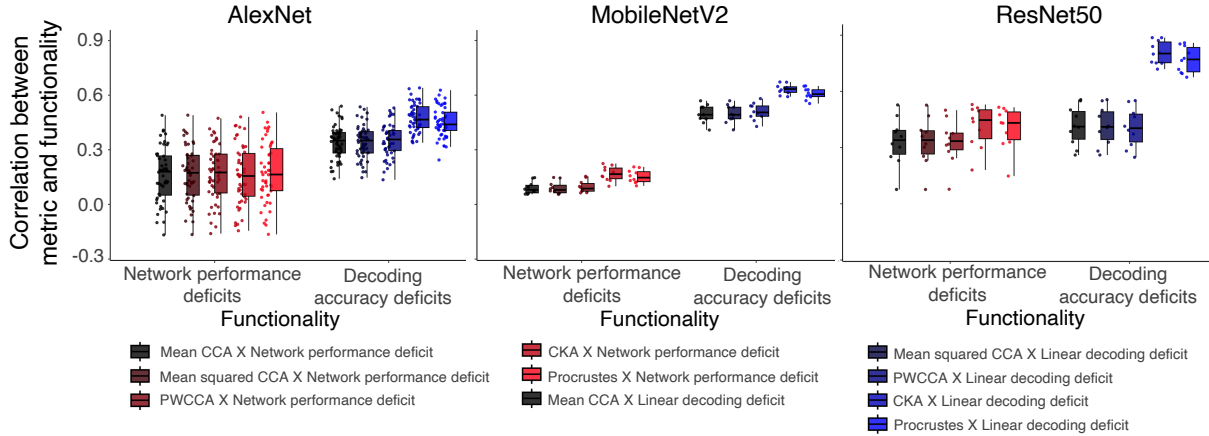 AlexNet
MobileNetV2
ResNet50
Correlation between
metric and functionality
0.9
0.6
0.3
0.0
-0.3
Network performance
deficits
Decoding
accuracy deficits
Network performance
deficits
Decoding
accuracy deficits
Network performance
deficits
Decoding
accuracy deficits
Functionality
Functionality
Functionality
Mean CCA X Network performance deficit
Mean squared CCA X Network performance deficit
PWCCA X Network performance deficit
CKA X Network performance deficit
Procrustes X Network performance deficit
Mean CCA X Linear decoding deficit
Mean squared CCA X Linear decoding deficit
PWCCA X Linear decoding deficit
CKA X Linear decoding deficit
Procrustes X Linear decoding deficit